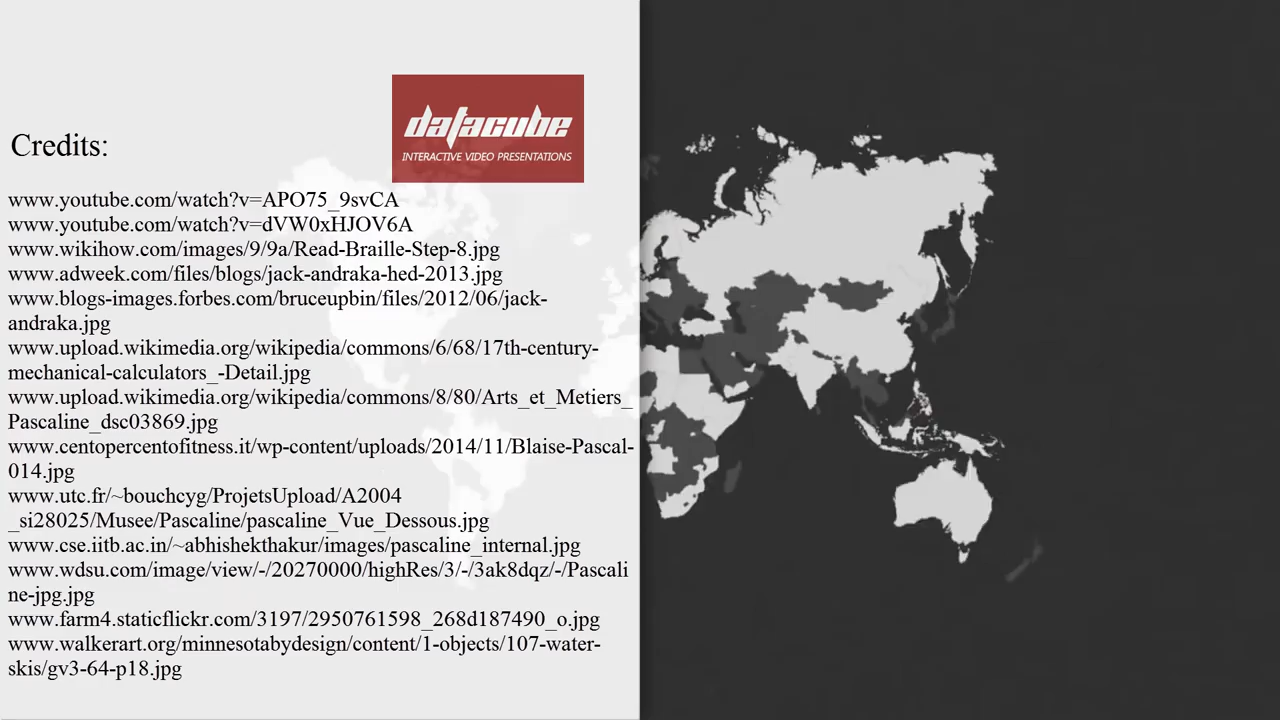 datacube
INTERACTIVE VIDEO PRESENTATIONS
Credits:
www.youtube.com/watch?v=APO75_9svCA
www.youtube.com/watch?v=dVW0xHJOV6A
www.wikihow.com/images/9/9a/Read-Braille-Step-8.jpg
www.adweek.com/files/blogs/jack-andraka-hed-2013.jpg
www.blogs-images.forbes.com/bruceupbin/files/2012/06/jack-
andraka.jpg
www.upload.wikimedia.org/wikipedia/commons/6/68/17th-century-
mechanical-calculators_-Detail.jpg
www.upload.wikimedia.org/wikipedia/commons/8/80/Arts_et_Metiers_
Pascaline_dsc03869.jpg
www.centopercentofitness.it/wp-content/uploads/2014/11/Blaise-Pascal-
014.jpg
www.utc.fr/~bouchcyg/ProjetsUpload/A2004
_si28025/Musee/Pascaline/pascaline_Vue_Dessous.jpg
www.cse.iitb.ac.in/~abhishekthakur/images/pascaline_internal.jpg
www.wdsu.com/image/view/-/20270000/highRes/3/-/3ak8dqz/-/Pascali
ne-jpg.jpg
www.farm4.staticflickr.com/3197/2950761598_268d187490_o.jpg
www.walkerart.org/minnesotabydesign/content/1-objects/107-water-
skis/gv3-64-p18.jpg